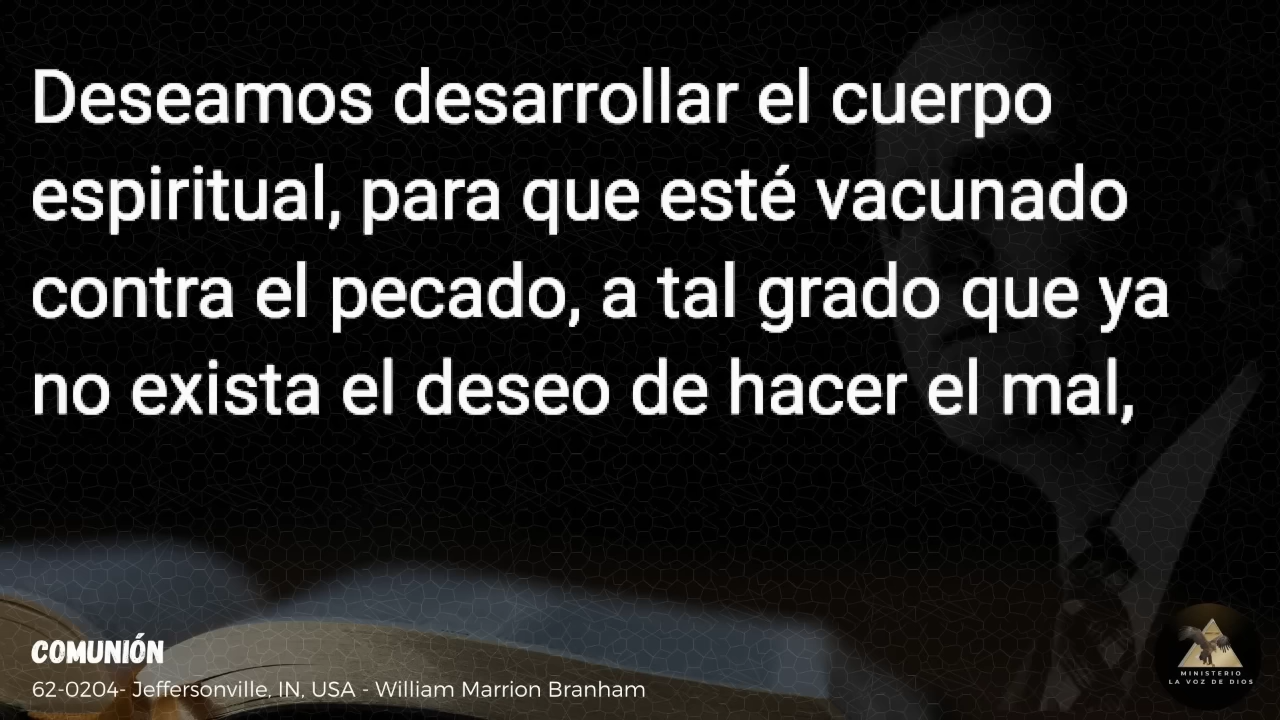 Deseamos desarrollar el cuerpo
espiritual, para que esté vacunado
contra el pecado, a tal grado que ya
no exista el deseo de hacer el mal,
COMUNIÓN
62-0204- Jeffersonville, IN, USA - William Marrion Branham
MINISTERIO
LA VOZ DE DIOS